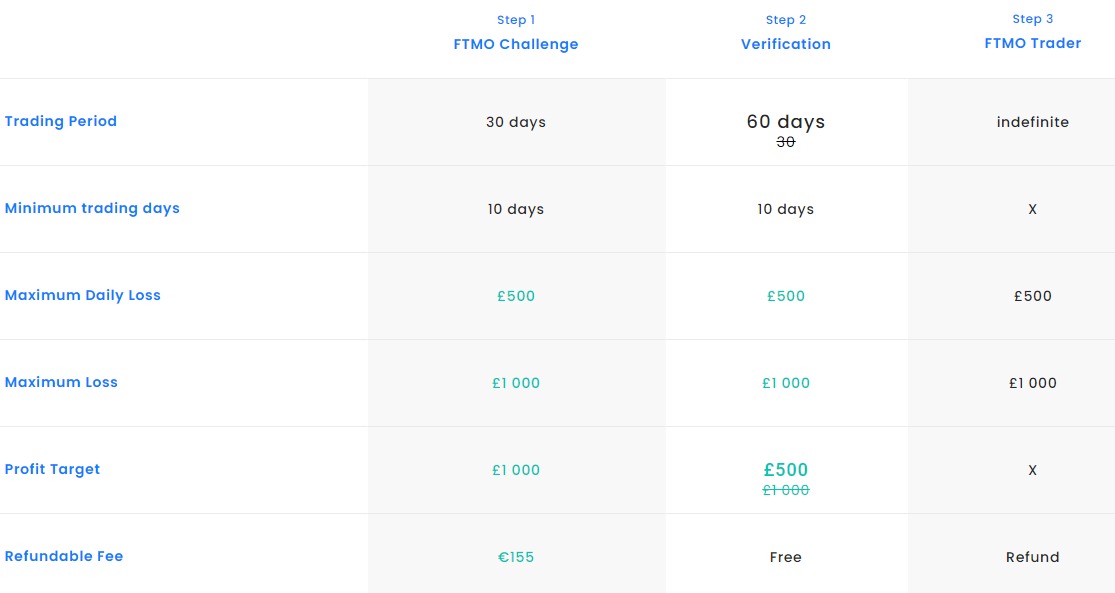 Step 1
Step 2
Step 3
FTMO Challenge
Verification
FTMO Trader
Trading Period
30 days
60 days
indefinite
30
Minimum trading days
10 days
10 days
X
Maximum Daily Loss
£500
£500
£500
Maximum Loss
£1 000
£1 000
£1 000
Profit Target
£1 000
£500
X
£1 000
Refundable Fee
€155
Free
Refund